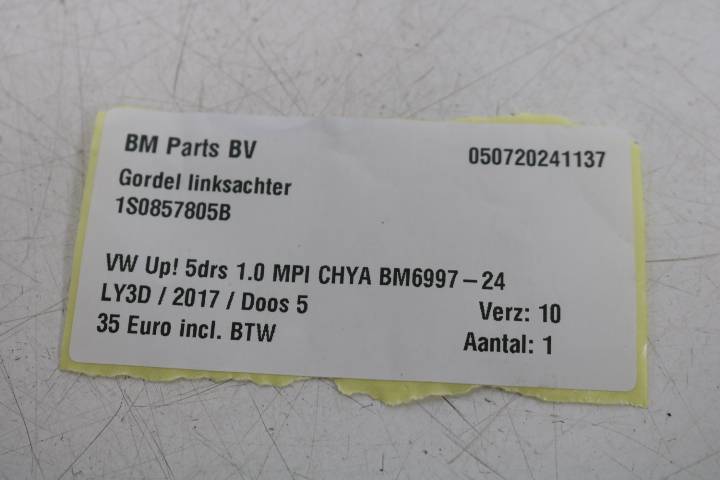 BM Parts BV 050720241137
Gordel linksachter
1S0857805B
VW Up! 5drs 1.0 MPI CHYA BM6997-24
LY3D / 2017 / Doos 5 Verz: 10
35 Euro incl. BTW Aantal: 1